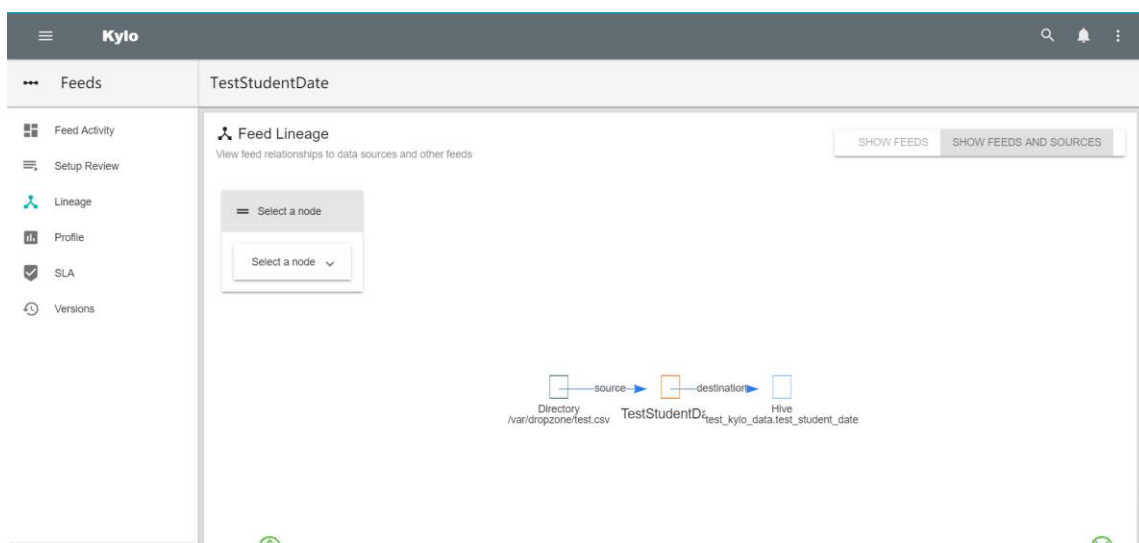 Kylo
Feeds
TestStudentDate
Feed Activity
Setup Review
Lineage
Profile
SLA
Versions
Feed Lineage
View feed relationships to data sources and other feeds
SHOW FEEDS SHOW FEEDS AND SOURCES
Select a node
Select a node
source
destination
Directory
/var/dropzone/test.csv
TestStudentDa
Hive
test_kylo_data.test_student_date